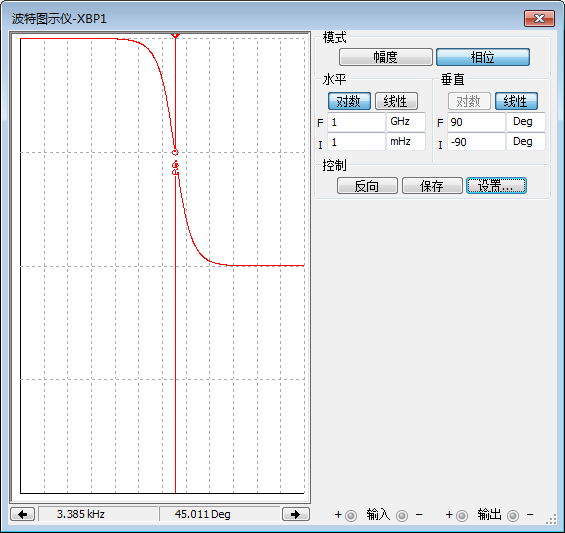 波特图示仪-XBP1
模式
幅度 相位
水平 垂直
对数 线性 对数 线性
F 1 GHz F 90 Deg
I 1 mHz I -90 Deg
控制
反向 保存 设置...
3.385 kHz 45.011 Deg + 输入 - + 输出 -